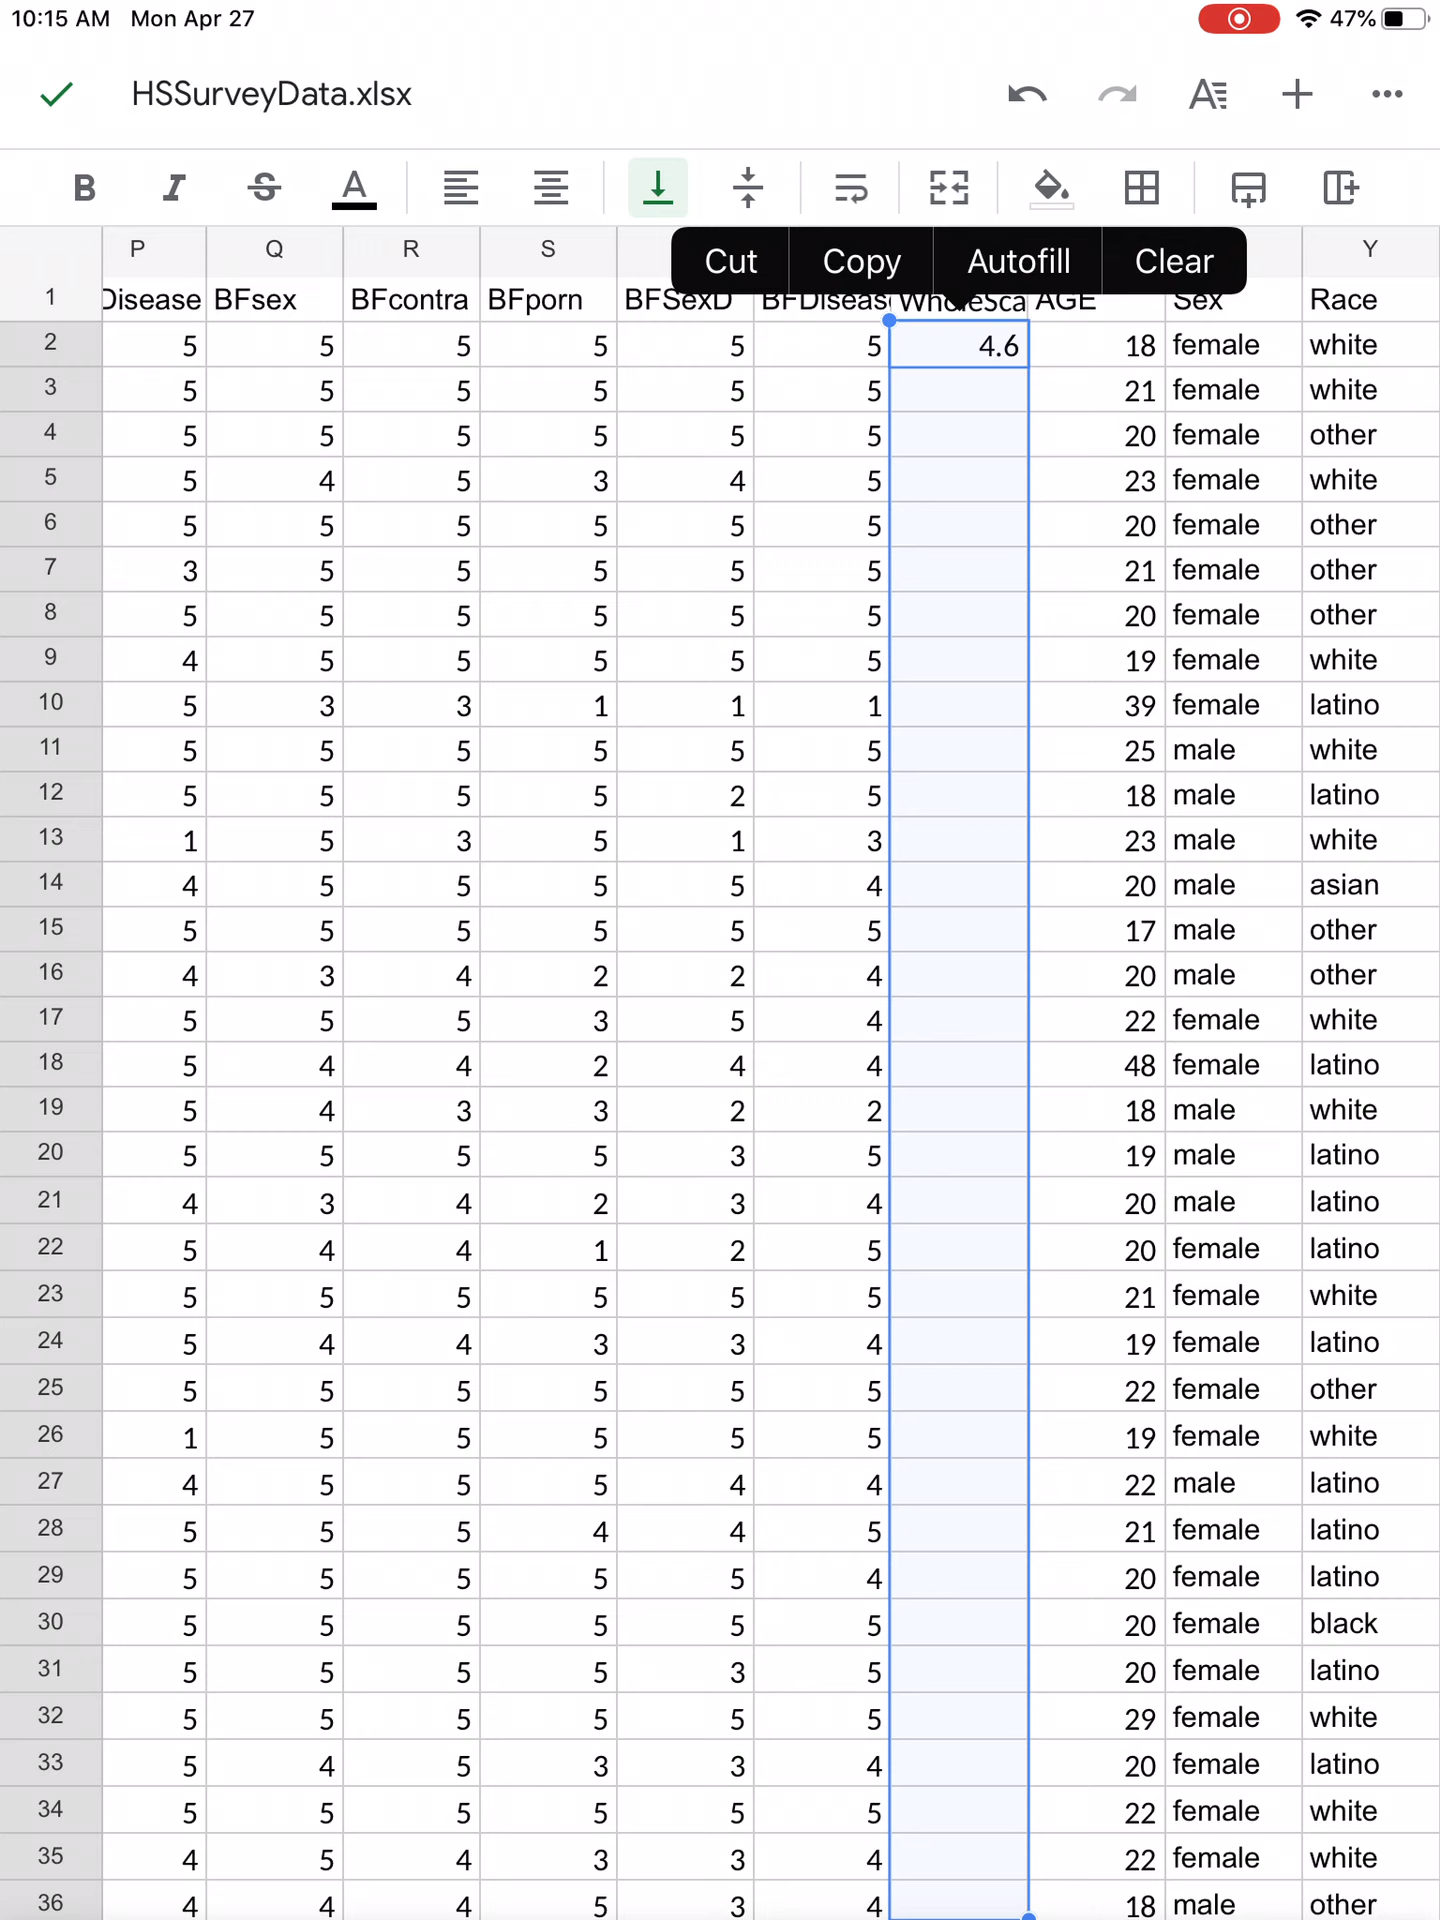 10:15 AM Mon Apr 27 47%
HSSurveyData.xlsx
B I S A
Cut Copy Autofill Clear
P Q R S Y
1 Disease BFsex BFcontra BFporn BFSexD BFDiseas WholeSca AGE Sex Race
2 5 5 5 5 5 5 4.6 18 female white
3 5 5 5 5 5 5 21 female white
4 5 5 5 5 5 5 20 female other
5 5 4 5 3 4 5 23 female white
6 5 5 5 5 5 5 20 female other
7 3 5 5 5 5 5 21 female other
8 5 5 5 5 5 5 20 female other
9 4 5 5 5 5 5 19 female white
10 5 3 3 1 1 1 39 female latino
11 5 5 5 5 5 5 25 male white
12 5 5 5 5 2 5 18 male latino
13 1 5 3 5 1 3 23 male white
14 4 5 5 5 5 4 20 male asian
15 5 5 5 5 5 5 17 male other
16 4 3 4 2 2 4 20 male other
17 5 5 5 3 5 4 22 female white
18 5 4 4 2 4 4 48 female latino
19 5 4 3 3 2 2 18 male white
20 5 5 5 5 3 5 19 male latino
21 4 3 4 2 3 4 20 male latino
22 5 4 4 1 2 5 20 female latino
23 5 5 5 5 5 5 21 female white
24 5 4 4 3 3 4 19 female latino
25 5 5 5 5 5 5 22 female other
26 1 5 5 5 5 5 19 female white
27 4 5 5 5 4 4 22 male latino
28 5 5 5 4 4 5 21 female latino
29 5 5 5 5 5 4 20 female latino
30 5 5 5 5 5 5 20 female black
31 5 5 5 5 3 5 20 female latino
32 5 5 5 5 5 5 29 female white
33 5 4 5 3 3 4 20 female latino
34 5 5 5 5 5 5 22 female white
35 4 5 4 3 3 4 22 female white
36 4 4 4 5 3 4 18 male other